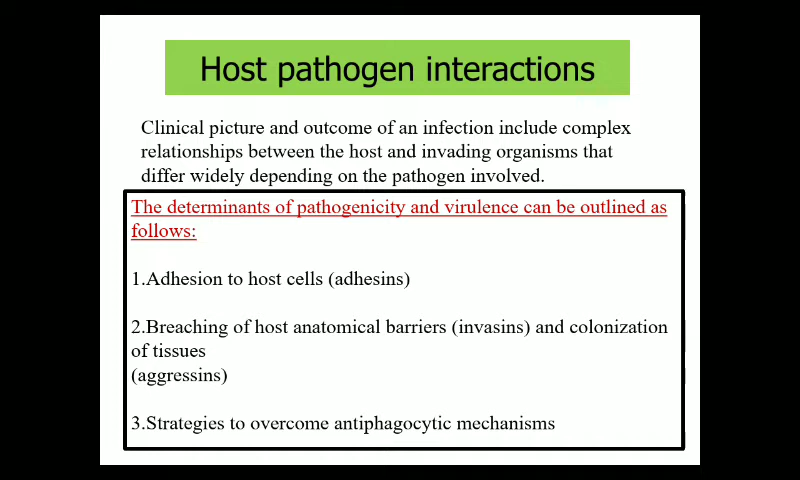 Host pathogen interactions
Clinical picture and outcome of an infection include complex
relationships between the host and invading organisms that
differ widely depending on the pathogen involved.
The determinants of pathogenicity and virulence can be outlined as
follows:
1.Adhesion to host cells (adhesins)
2.Breaching of host anatomical barriers (invasins) and colonization
of tissues
(aggressins)
3.Strategies to overcome antiphagocytic mechanisms